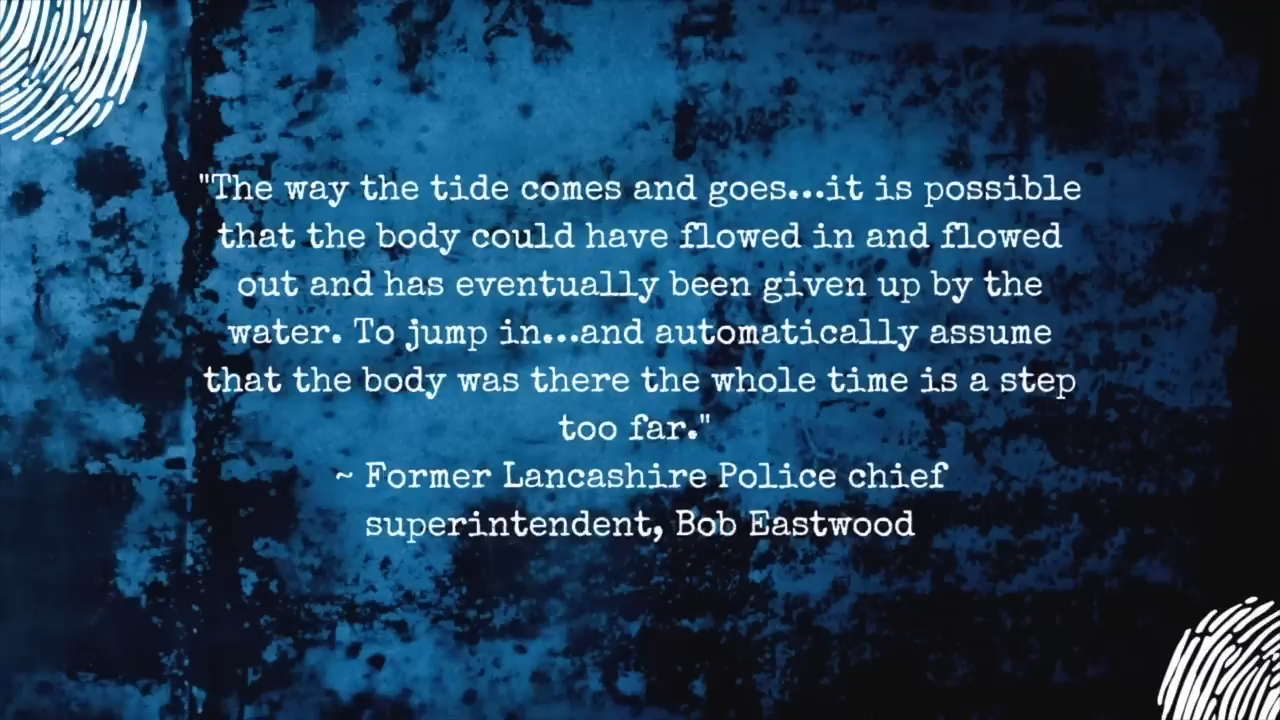 "The way the tide comes and goes...it is possible
that the body could have flowed in and flowed
out and has eventually been given up by the
water. To jump in...and automatically assume
that the body was there the whole time is a step
too far."
~ Former Lancashire Police chief
superintendent, Bob Eastwood